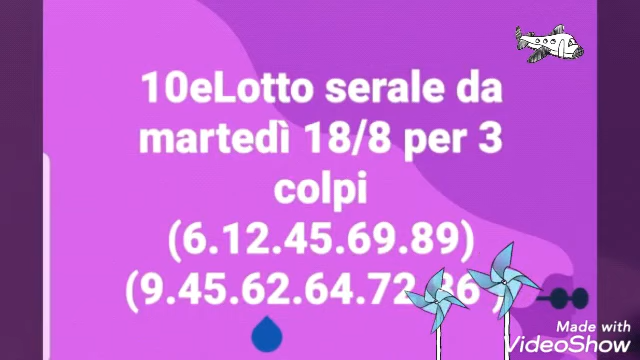 10eLotto serale da
martedì 18/8 per 3
colpi
(6.12.45.69.89)
(9.45.62.64.72. )
Made with
VideoShow